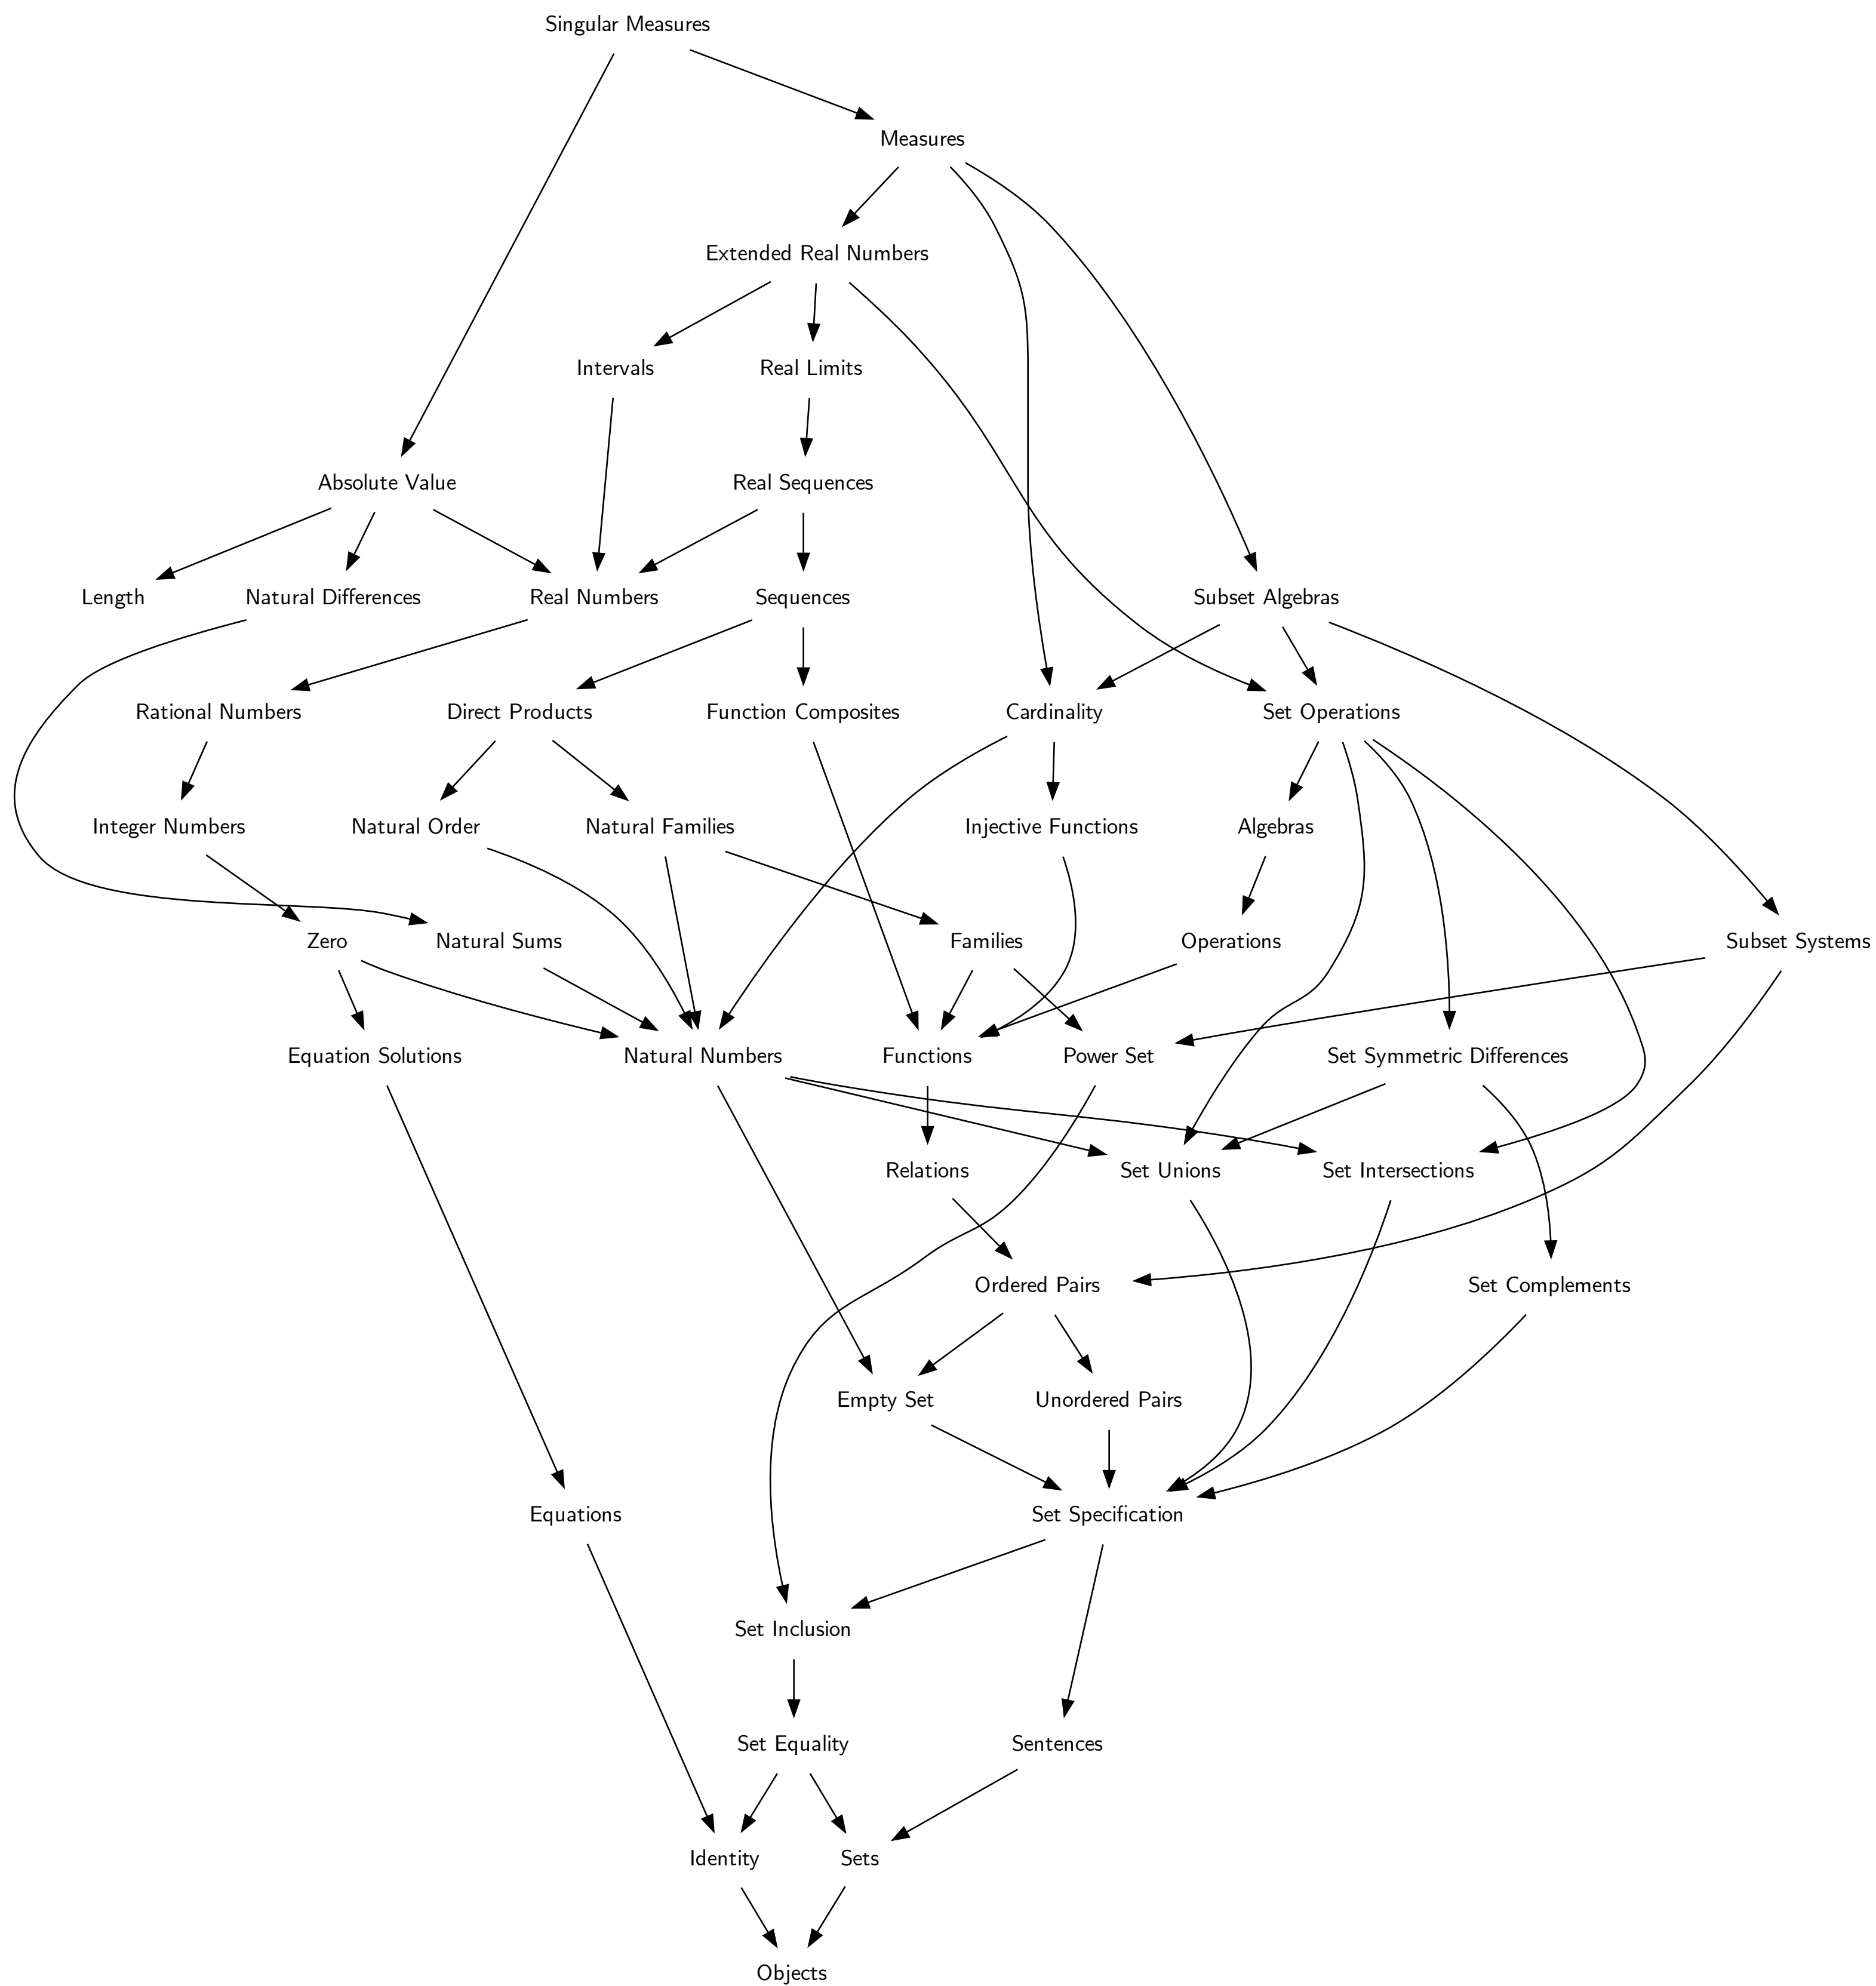 Singular Measures
Measures
Extended Real Numbers
Intervals
Real Limits
Absolute Value
Real Sequences
Length
Natural Differences
Real Numbers
Sequences
Subset Algebras
Rational Numbers
Direct Products
Function Composites
Cardinality
Set Operations
Integer Numbers
Natural Order
Natural Families
Injective Functions
Algebras
Zero
Natural Sums
Families
Operations
Subset Systems
Equation Solutions
Natural Numbers
Functions
Power Set
Set Symmetric Differences
Relations
Set Unions
Set Intersections
Ordered Pairs
Set Complements
Empty Set
Unordered Pairs
Equations
Set Specification
Set Inclusion
Set Equality
Sentences
Identity
Sets
Objects